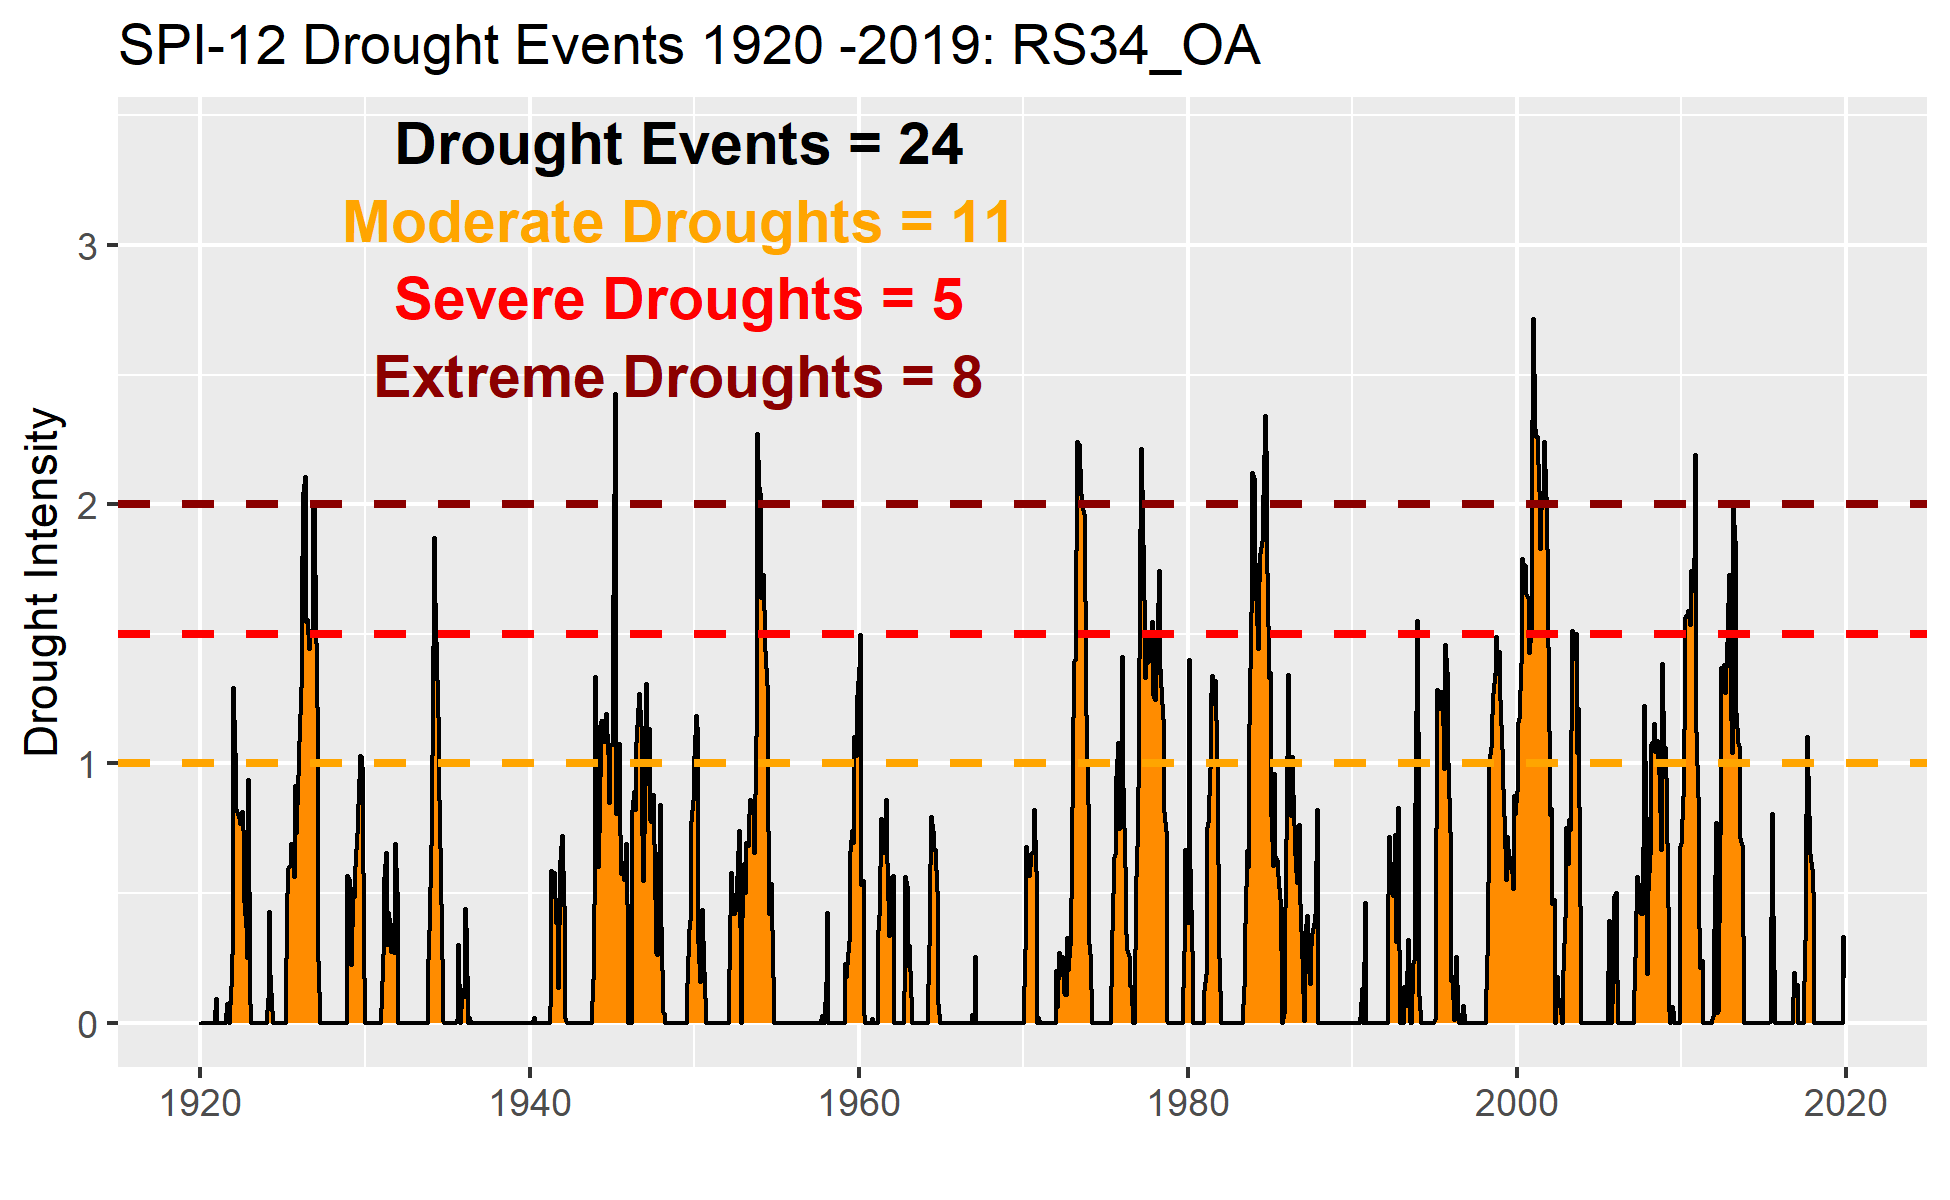 SPI-12 Drought Events 1920 -2019: RS34_OA
Drought Events = 24
Moderate Droughts = 11
Severe Droughts = 5
Extreme Droughts = 8
Drought Intensity
3
2
1
0
1920 1940 1960 1980 2000 2020